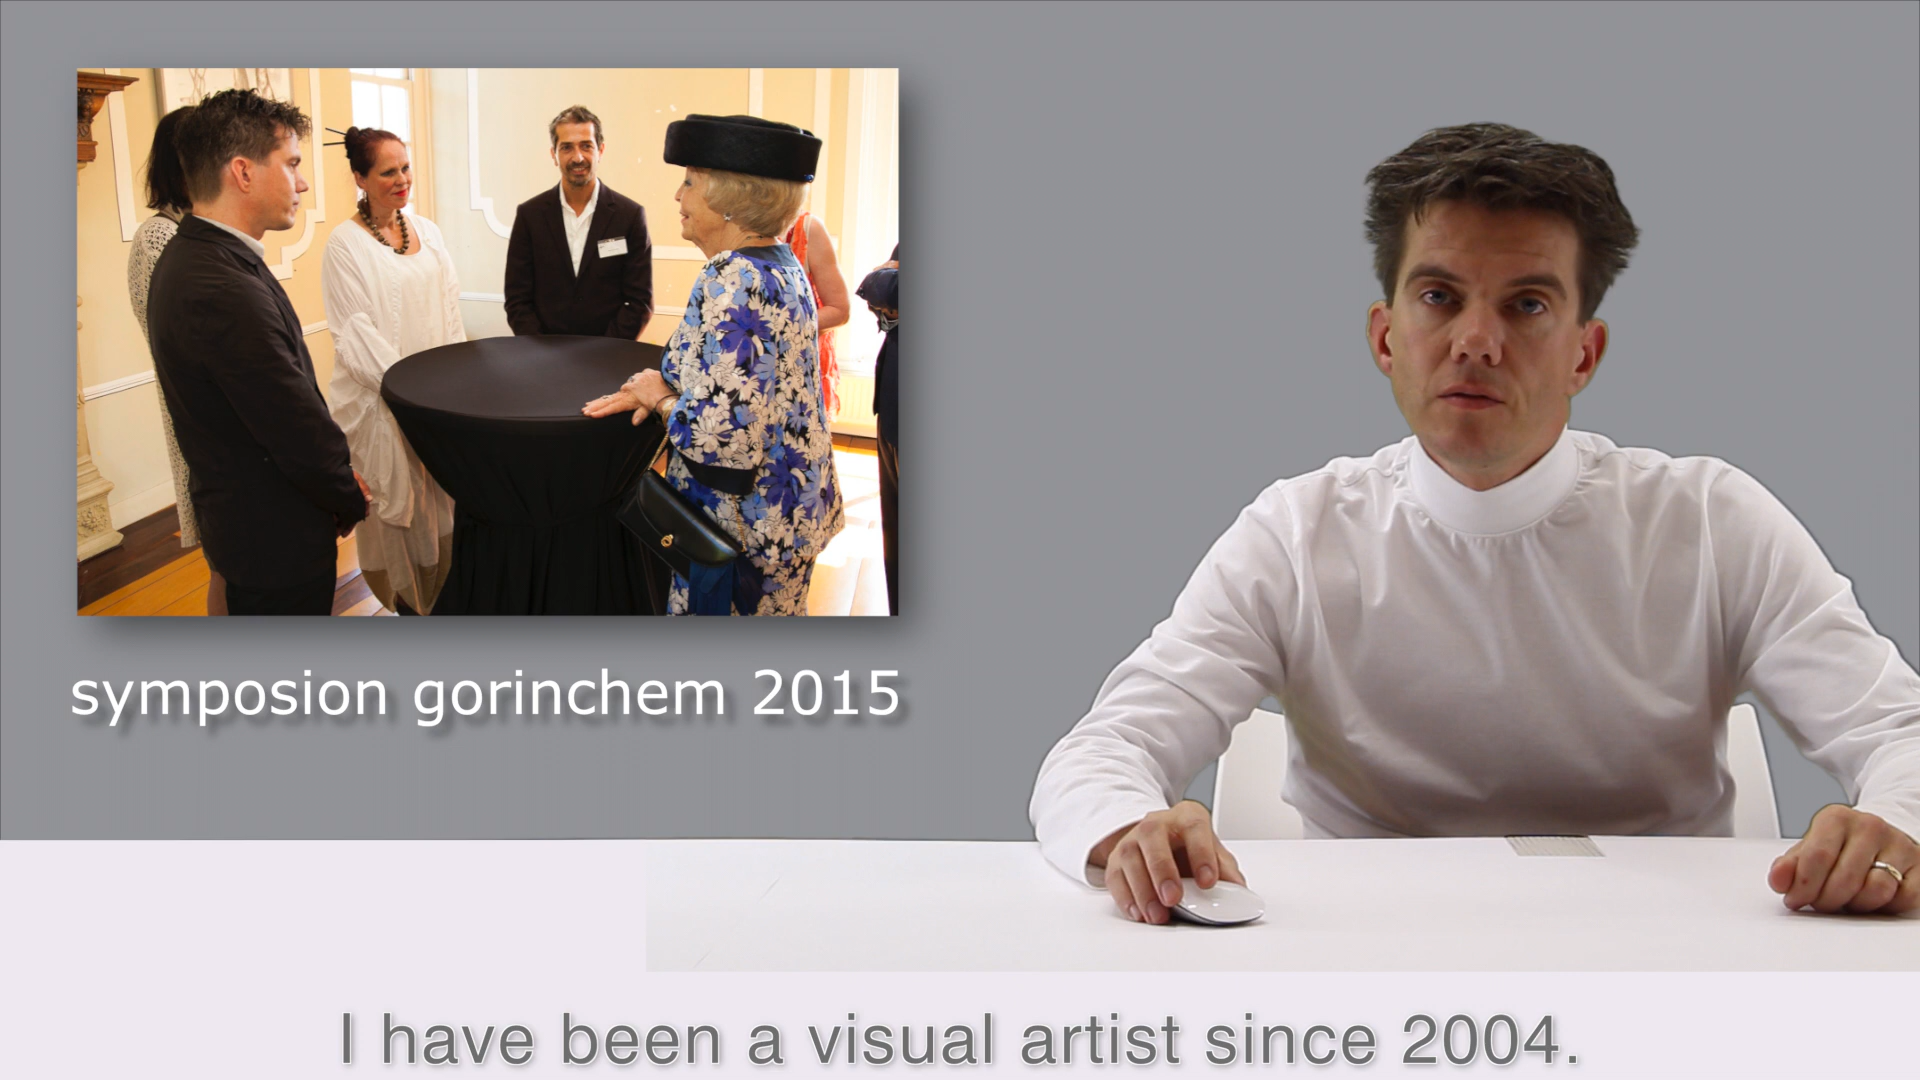 symposion gorinchem 2015
I have been a visual artist since 2004.